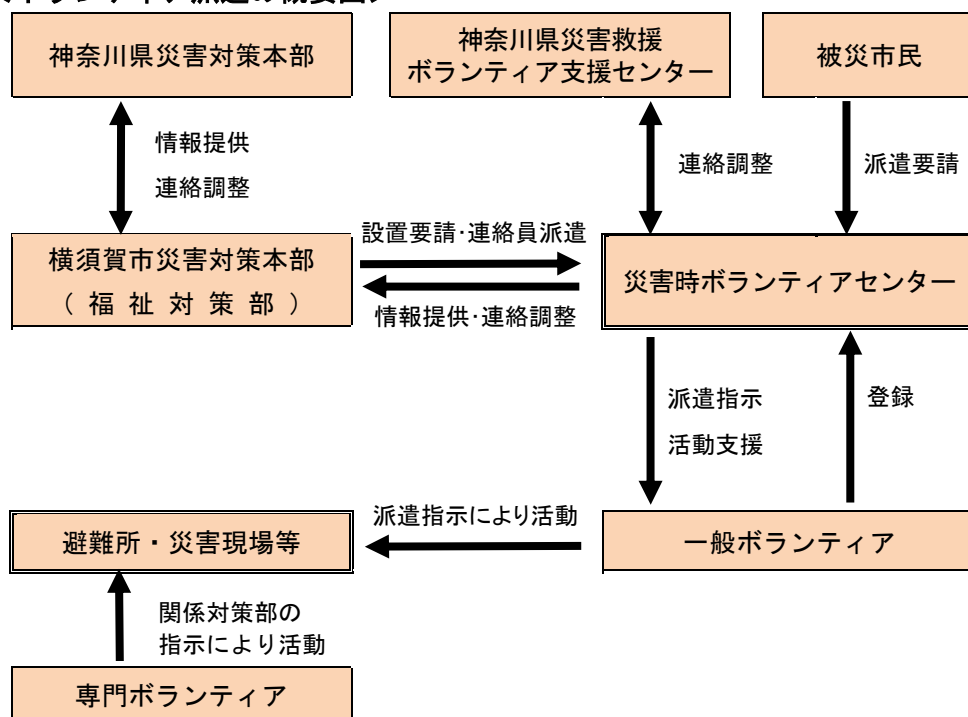 神奈川県災害対策本部
神奈川県災害救援
ボランティア支援センター
被災市民
情報提供
連絡調整
連絡調整
派遣要請
設置要請・連絡員派遣
横須賀市災害対策本部
（福祉対策部）
災害時ボランティアセンター
情報提供・連絡調整
派遣指示
活動支援
登録
派遣指示により活動
避難所・災害現場等
一般ボランティア
関係対策部の
指示により活動
専門ボランティア